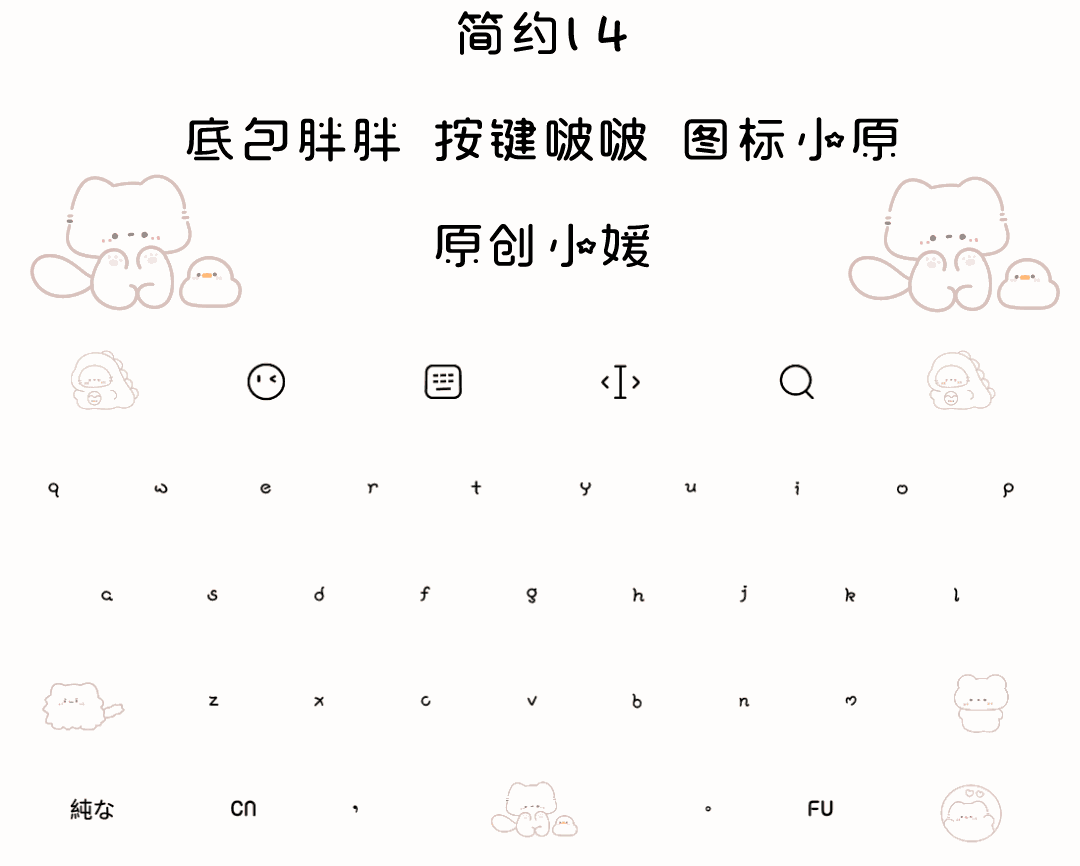 简约14
底包胖胖 按键啵啵 图标小原
原创小媛
q w e r t y u i o p
a s d f g h j k l
z x c v b n m
純な CN , 。 FU